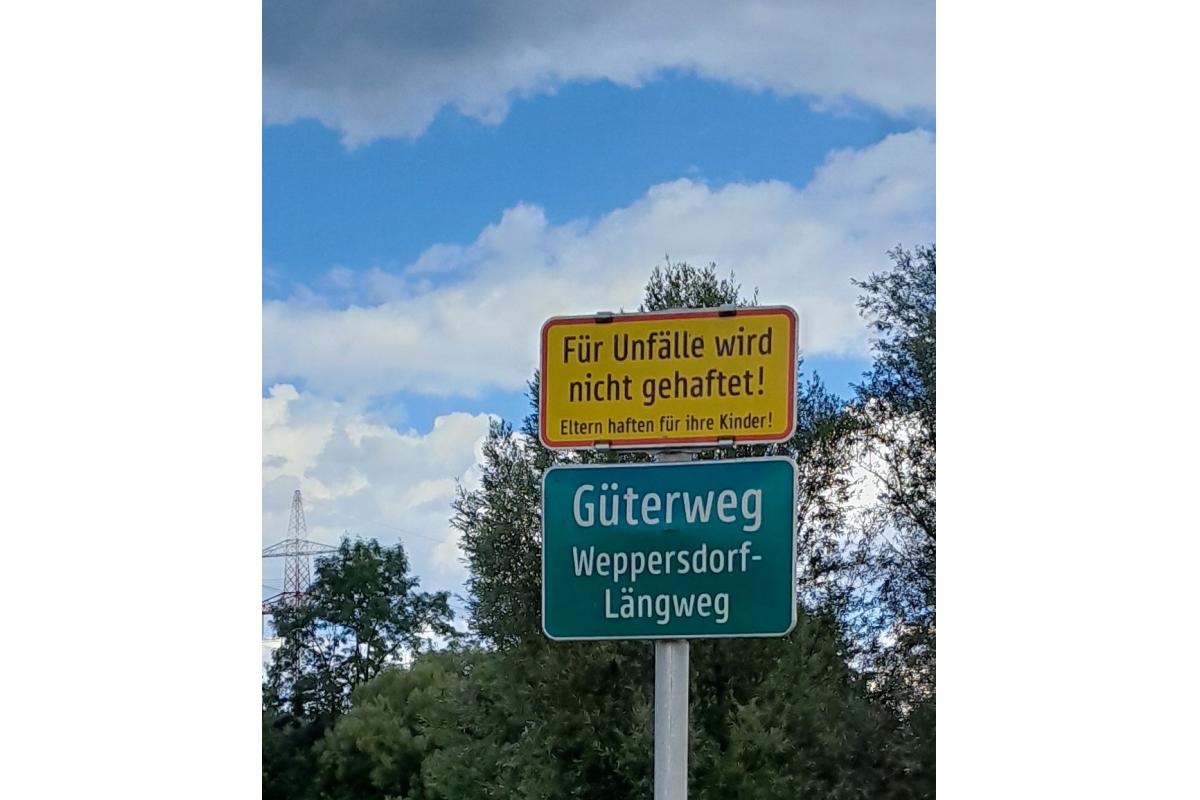 Für Unfälle wird
nicht gehaftet!
Eltern haften für ihre Kinder!
Güterweg
Weppersdorf-
Längweg